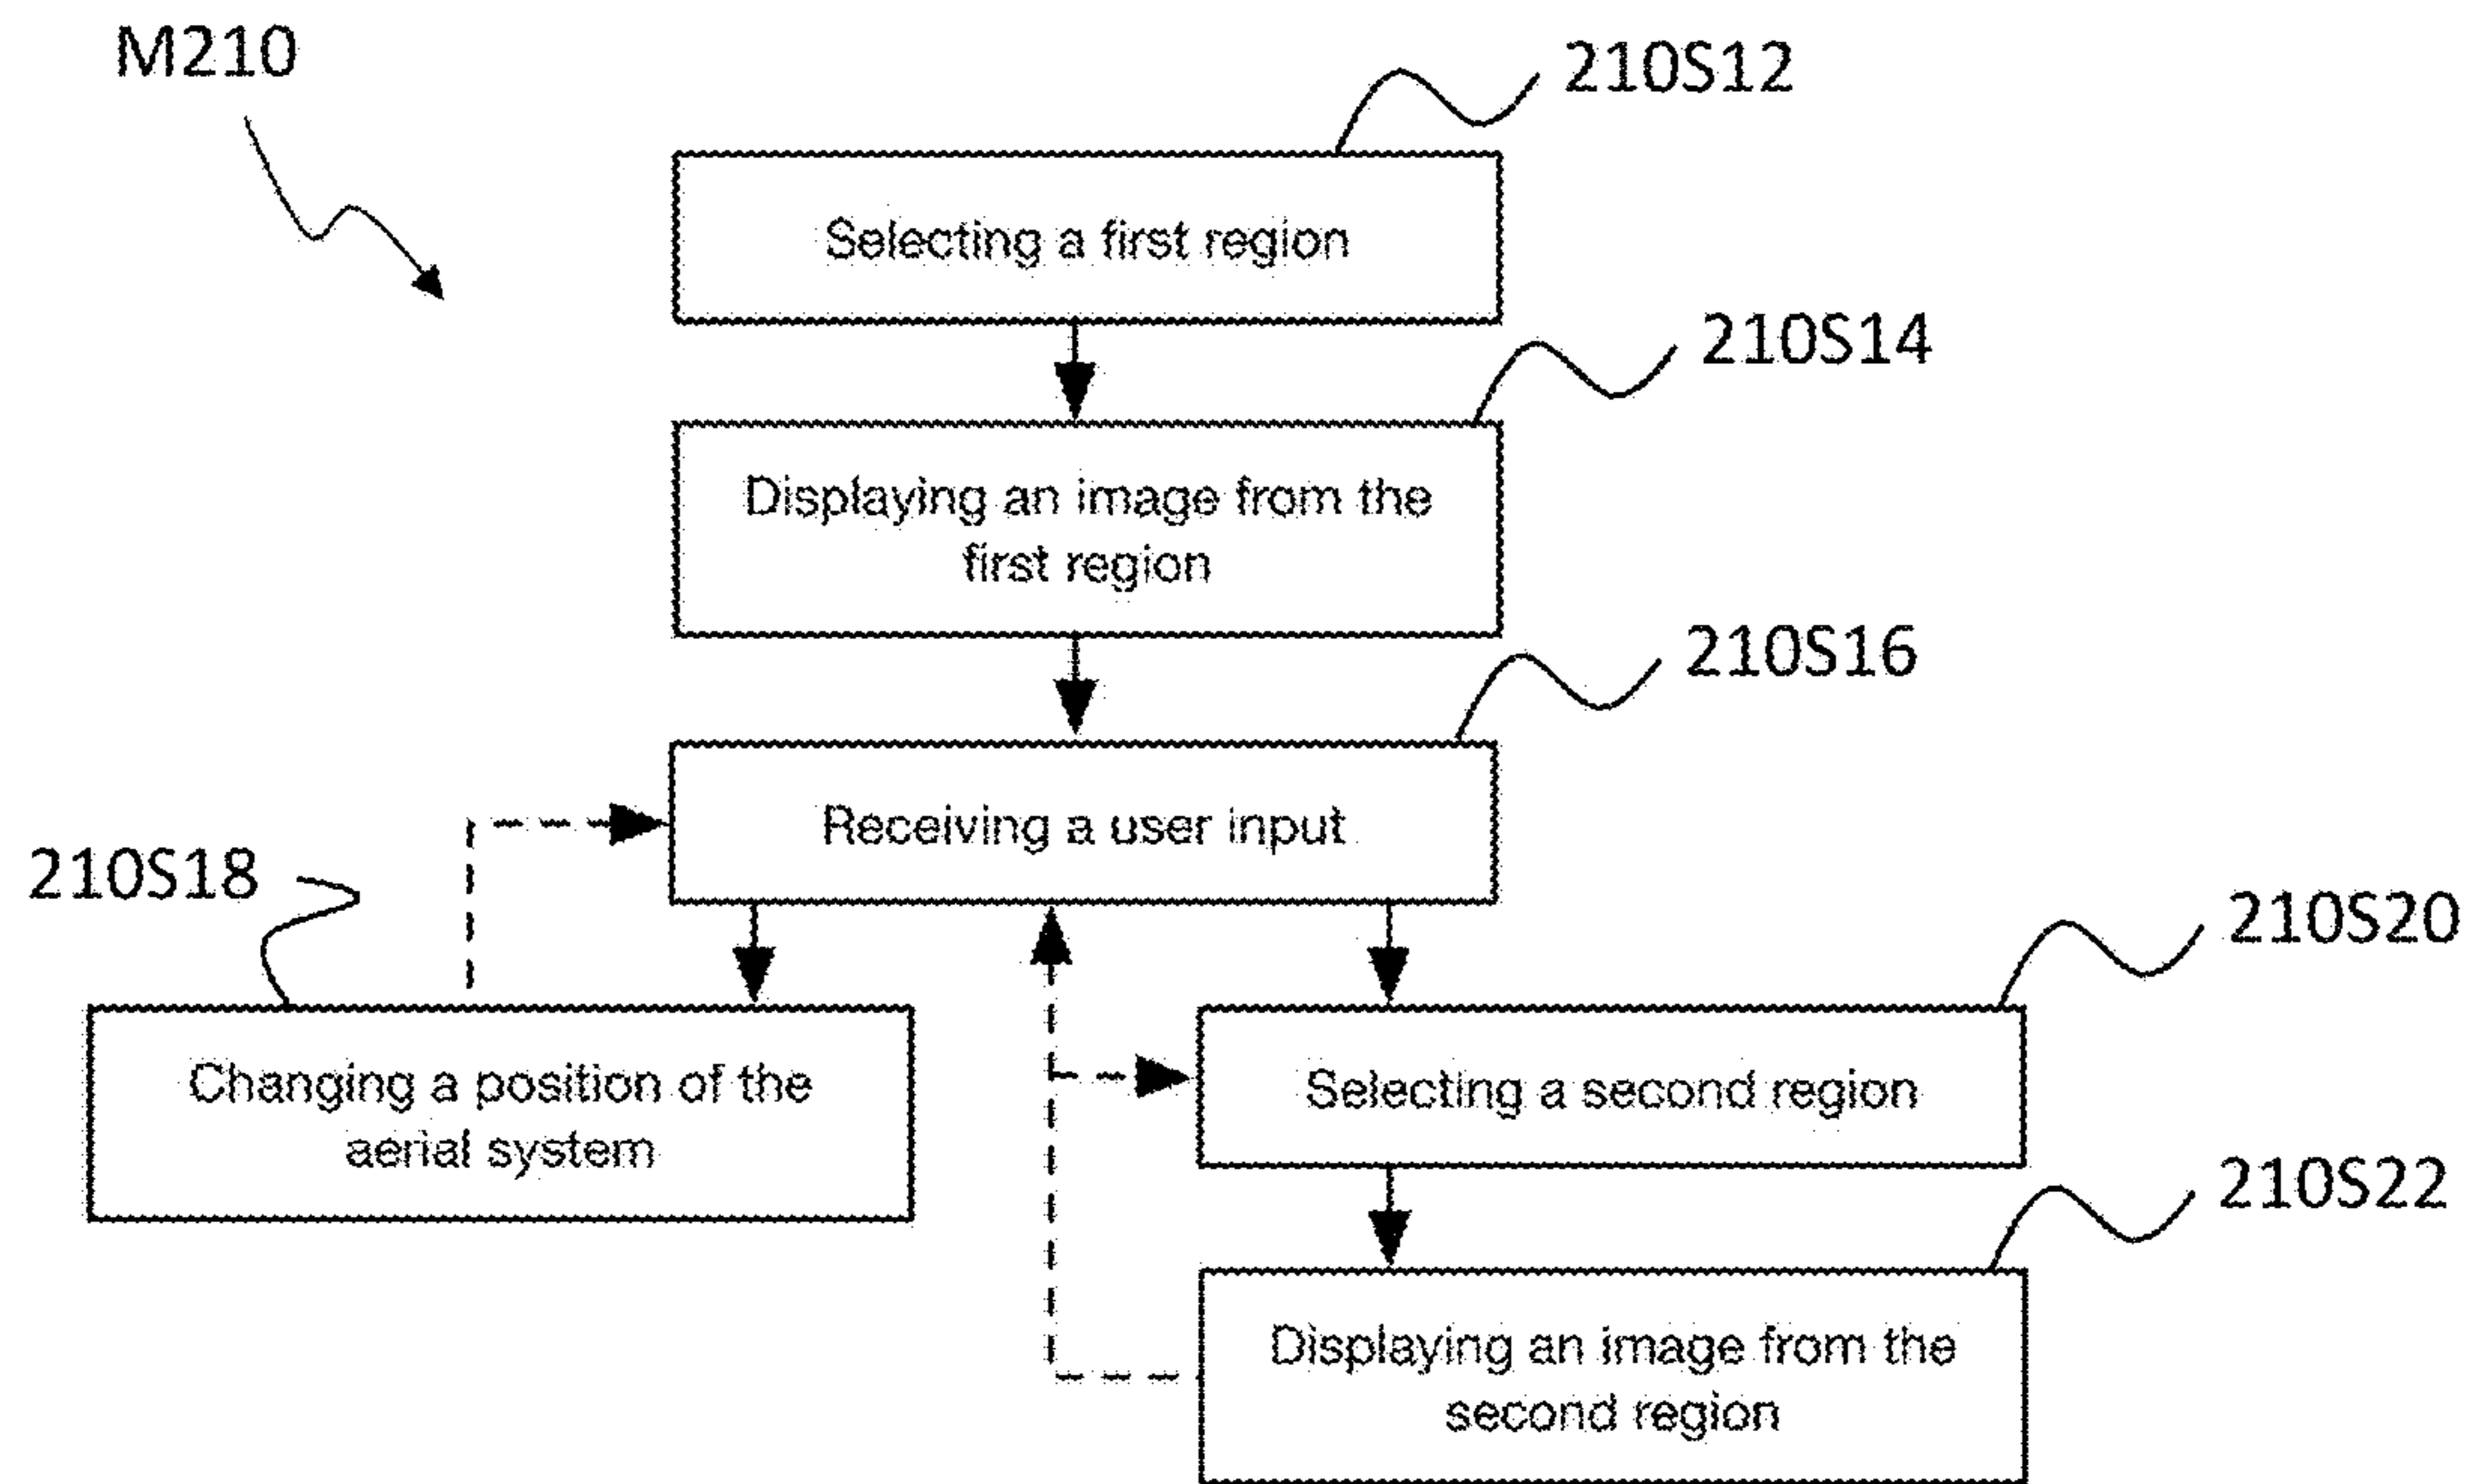 M210
210S12
Selecting a first region
210S14
Displaying an image from the
first region
210S16
Receiving a user input
210S18
210S20
Changing a position of the
aerial system
Selecting a second region
210S22
Displaying an image from the
second region